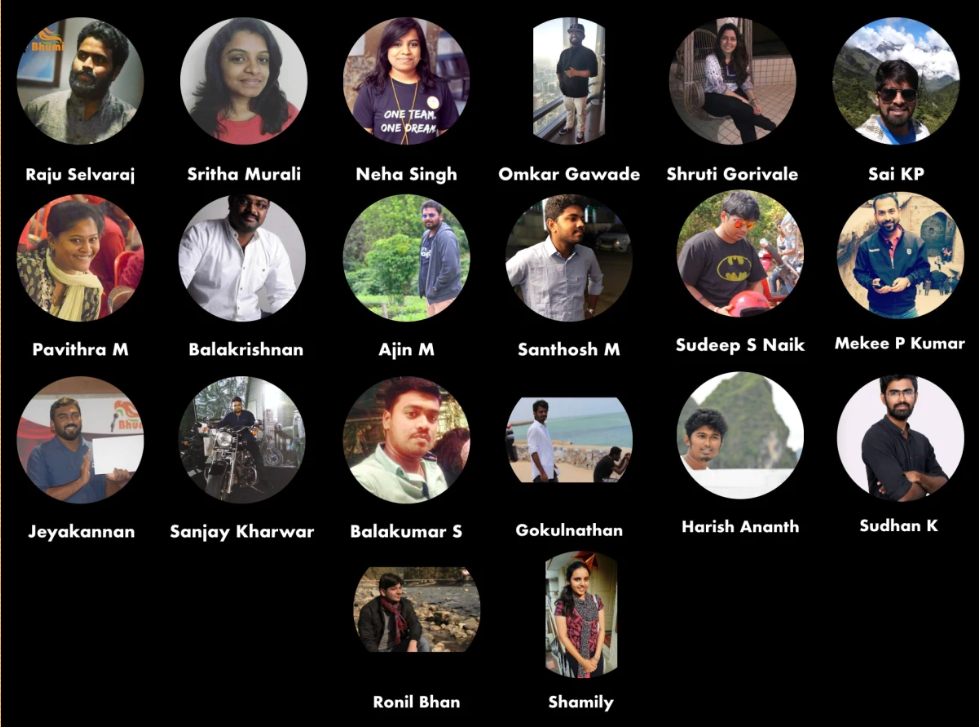 Bhumi
ONE TEAM.
ONE DREAM.
Raju Selvaraj
Sritha Murali
Neha Singh
Omkar Gawade
Shruti Gorivale
Sai KP
Pavithra M
Balakrishnan
Ajin M
Santhosh M
Sudeep S Naik
Mekee P Kumar
Jeyakannan
Sanjay Kharwar
Balakumar S
Gokulnathan
Harish Ananth
Sudhan K
Ronil Bhan
Shamily